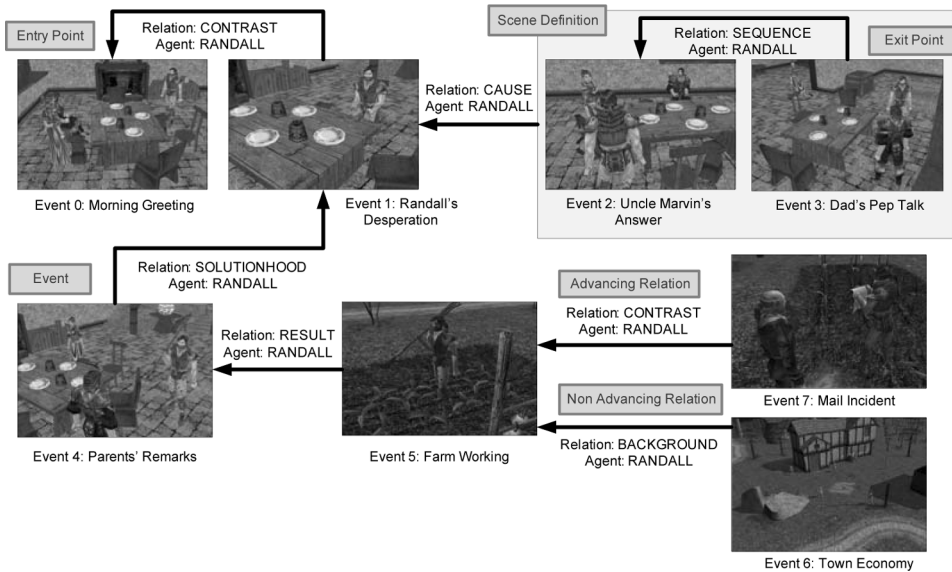 Entry Point
Relation: CONTRAST
Agent: RANDALL
Scene Definition
Relation: SEQUENCE
Agent: RANDALL
Exit Point
Relation: CAUSE
Agent: RANDALL
Event 0: Morning Greeting
Event 1: Randall's
Desperation
Event 2: Uncle Marvin's
Answer
Event 3: Dad's Pep Talk
Event
Relation: SOLUTIONHOOD
Agent: RANDALL
Relation: RESULT
Agent: RANDALL
Advancing Relation
Relation: CONTRAST
Agent: RANDALL
Event 7: Mail Incident
Non Advancing Relation
Relation: BACKGROUND
Agent: RANDALL
Event 4: Parents' Remarks
Event 5: Farm Working
Event 6: Town Economy